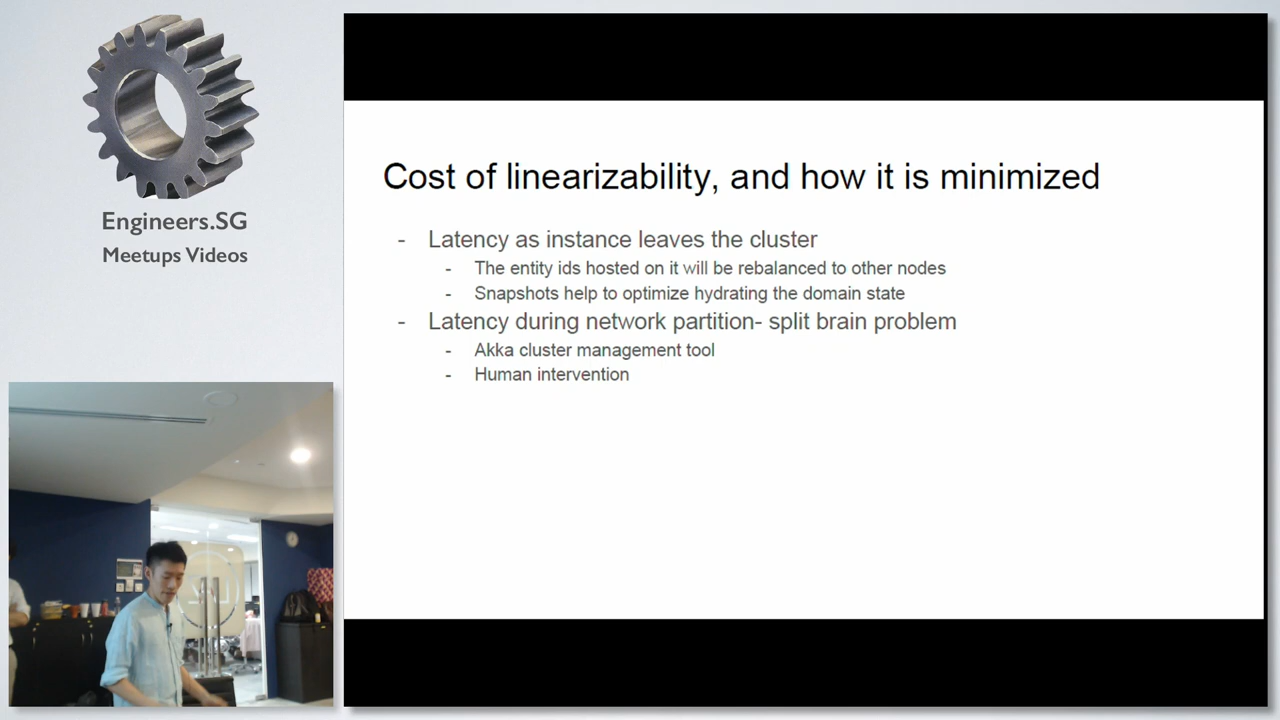 Engineers.SG
Meetups Videos
Cost of linearizability, and how it is minimized
- Latency as instance leaves the cluster
- The entity ids hosted on it will be rebalanced to other nodes
- Snapshots help to optimize hydrating the domain state
- Latency during network partition- split brain problem
- Akka cluster management tool
- Human intervention